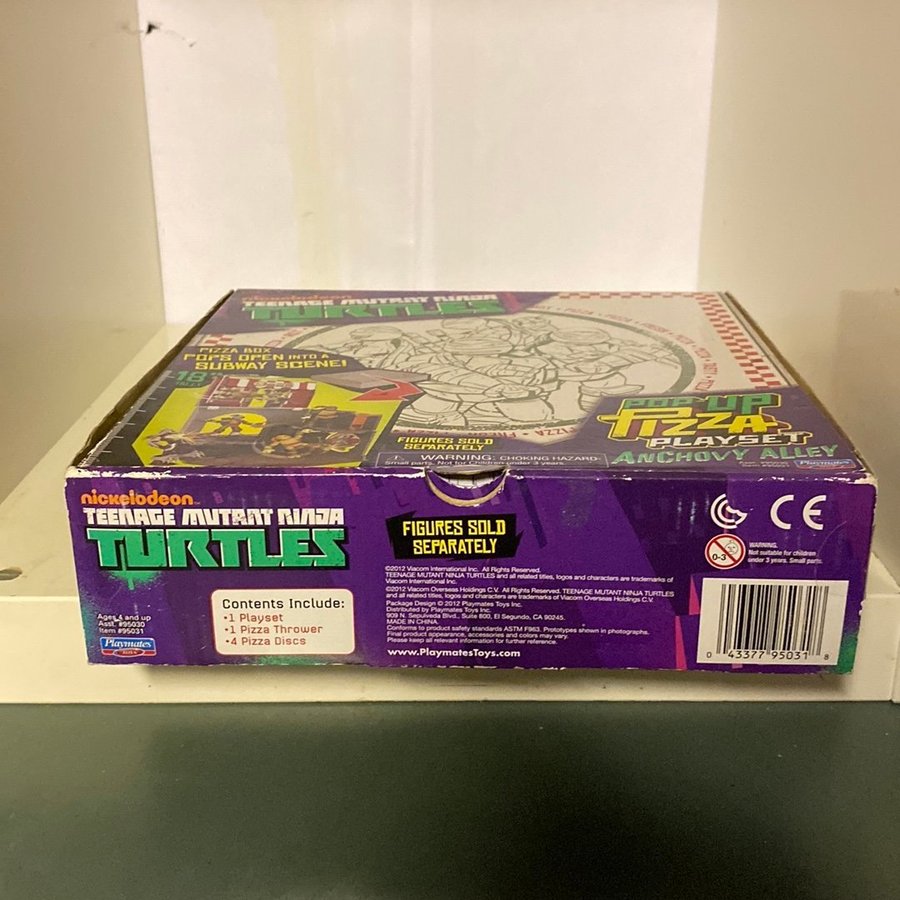 nickelodeon
TEENAGE MUTANT NINJA
TURTLES
PIZZA BOX
POPS OPEN INTO A
SUBWAY SCENE!
18"
TALL!
FIGURES SOLD
SEPARATELY
WARNING: CHOKING HAZARD-
Small parts. Not for Children under 3 years.
POP-UP
PIZZA
PLAYSET
ANCHOVY ALLEY
Playmates
nickelodeon™
TEENAGE MUTANT NINJA
TURTLES
Ages 4 and up
Asst. #95030
Item #95031
Playmates
TOYS
Contents Include:
•1 Playset
•1 Pizza Thrower
•4 Pizza Discs
FIGURES SOLD
SEPARATELY
©2012 Viacom International Inc. All Rights Reserved.
TEENAGE MUTANT NINJA TURTLES and all related titles, logos and characters are trademarks of
Viacom International Inc.
©2012 Viacom Overseas Holdings C.V. All Rights Reserved. TEENAGE MUTANT NINJA TURTLES
and all related titles, logos and characters are trademarks of Viacom Overseas Holdings C.V.
Package Design © 2012 Playmates Toys Inc.
Distributed by Playmates Toys Inc.
909 N. Sepulveda Blvd., Suite 800, El Segundo, CA 90245.
MADE IN CHINA.
Conforms to product safety standards ASTM F963. Prototypes shown in photographs.
Final product appearance, accessories and colors may vary.
Please keep all relevant information for further reference.
www.PlaymatesToys.com
CE
0-3
WARNING.
Not suitable for children
under 3 years. Small parts.
0 43377 95031 8